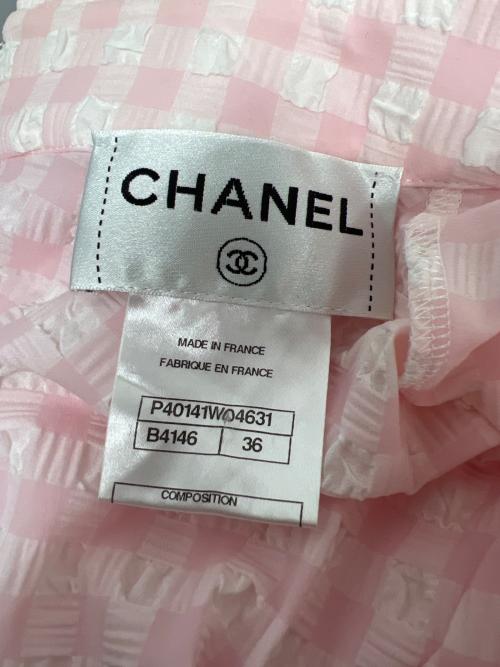 CHANEL
MADE IN FRANCE
FABRIQUE EN FRANCE
P40141W04631
B4146 36
COMPOSITION